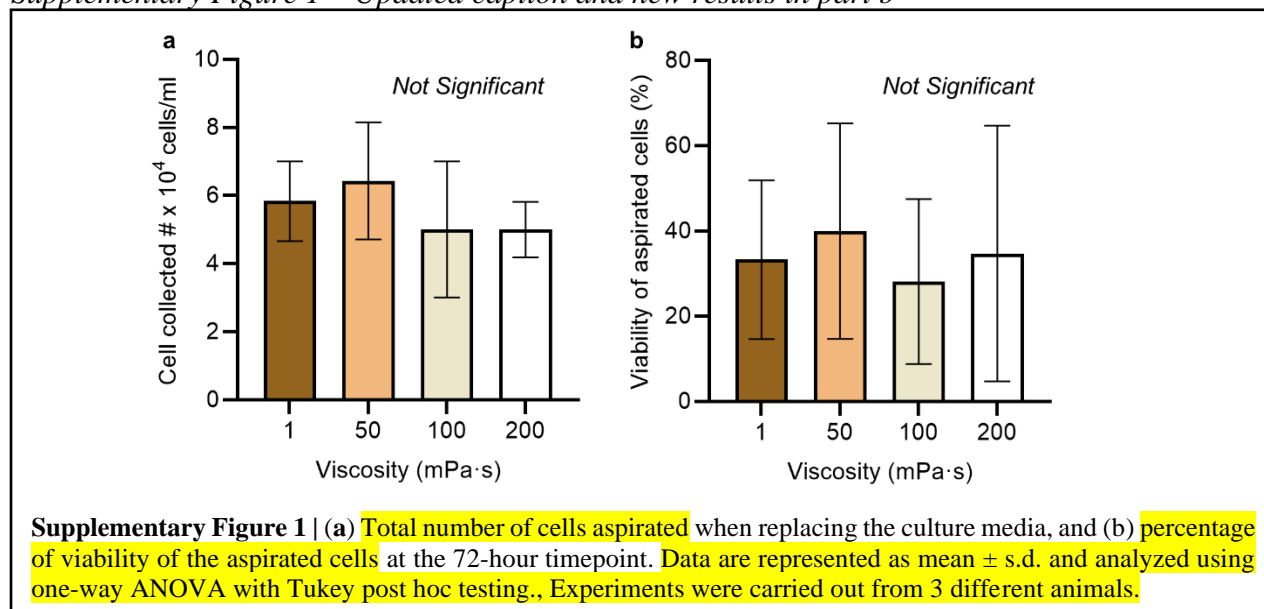 Supplementary Figure 1 – Updated caption and new results in part b
a
b
10
8
6
4
2
0
Cell collected # x 10⁴ cells/ml
Not Significant
1 50 100 200
Viscosity (mPa·s)
80
60
40
20
0
Viability of aspirated cells (%)
Not Significant
1 50 100 200
Viscosity (mPa·s)
Supplementary Figure 1 | (a) Total number of cells aspirated when replacing the culture media, and (b) percentage
of viability of the aspirated cells at the 72-hour timepoint. Data are represented as mean ± s.d. and analyzed using
one-way ANOVA with Tukey post hoc testing., Experiments were carried out from 3 different animals.